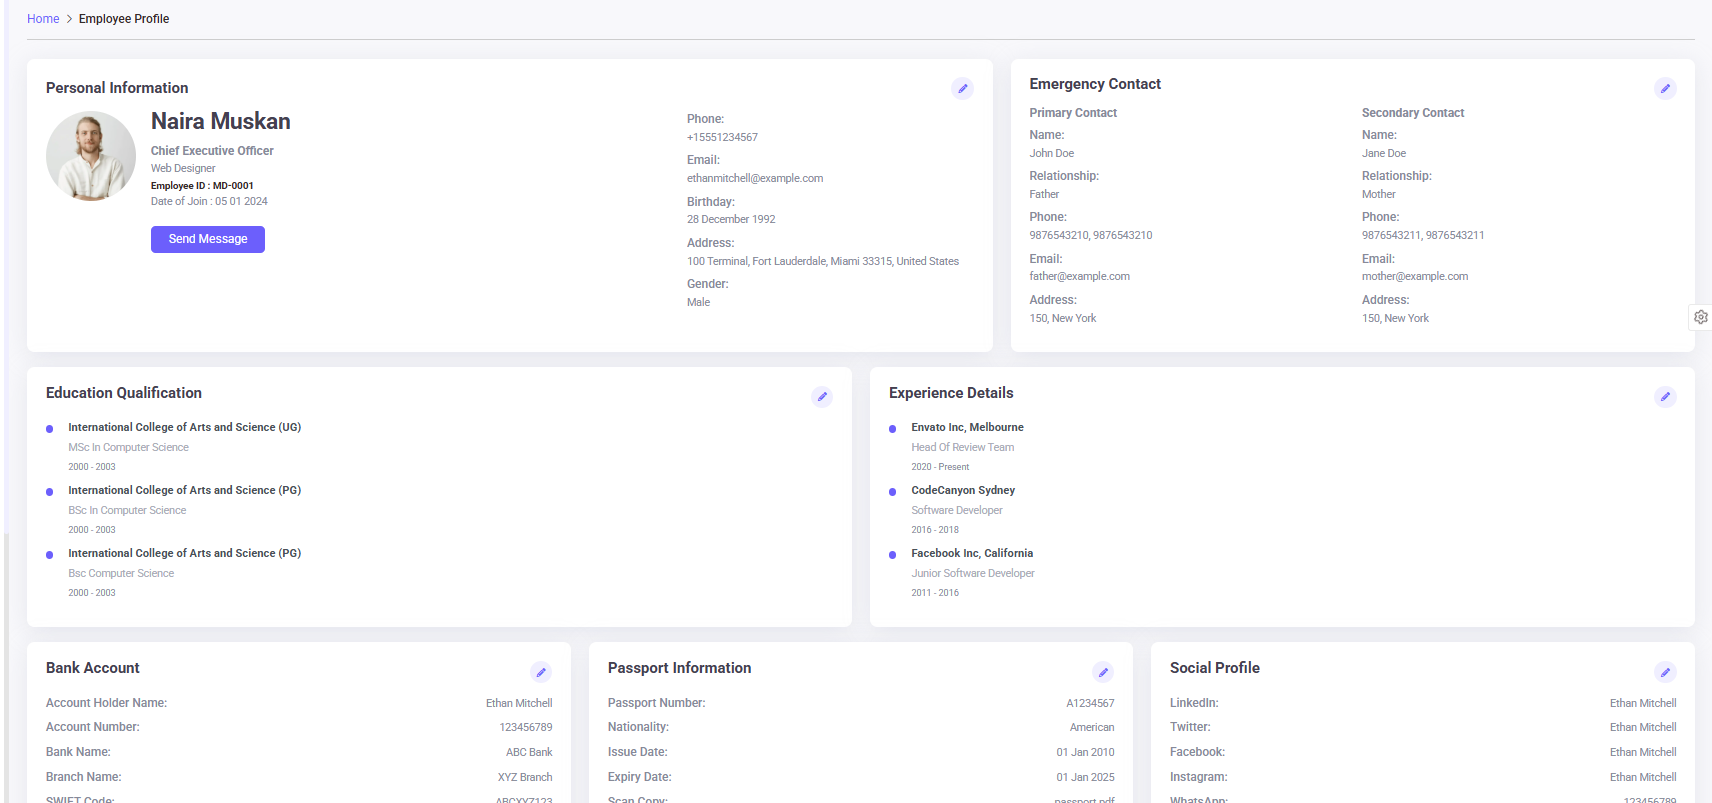 Home > Employee Profile
Personal Information
Naira Muskan
Chief Executive Officer
Web Designer
Employee ID : MD-0001
Date of Join : 05 01 2024
Send Message
Phone:
+15551234567
Email:
ethanmitchell@example.com
Birthday:
28 December 1992
Address:
100 Terminal, Fort Lauderdale, Miami 33315, United States
Gender:
Male
Emergency Contact
Primary Contact
Name:
John Doe
Relationship:
Father
Phone:
9876543210, 9876543210
Email:
father@example.com
Address:
150, New York
Secondary Contact
Name:
Jane Doe
Relationship:
Mother
Phone:
9876543211, 9876543211
Email:
mother@example.com
Address:
150, New York
Education Qualification
International College of Arts and Science (UG)
MSc In Computer Science
2000 - 2003
International College of Arts and Science (PG)
BSc In Computer Science
2000 - 2003
International College of Arts and Science (PG)
Bsc Computer Science
2000 - 2003
Experience Details
Envato Inc, Melbourne
Head Of Review Team
2020 - Present
CodeCanyon Sydney
Software Developer
2016 - 2018
Facebook Inc, California
Junior Software Developer
2011 - 2016
Bank Account
Account Holder Name: Ethan Mitchell
Account Number: 123456789
Bank Name: ABC Bank
Branch Name: XYZ Branch
SWIFT Code: ABCXYZ123
Passport Information
Passport Number: A1234567
Nationality: American
Issue Date: 01 Jan 2010
Expiry Date: 01 Jan 2025
Scan Copy: passport.pdf
Social Profile
LinkedIn: Ethan Mitchell
Twitter: Ethan Mitchell
Facebook: Ethan Mitchell
Instagram: Ethan Mitchell
WhatsApp: 123456789